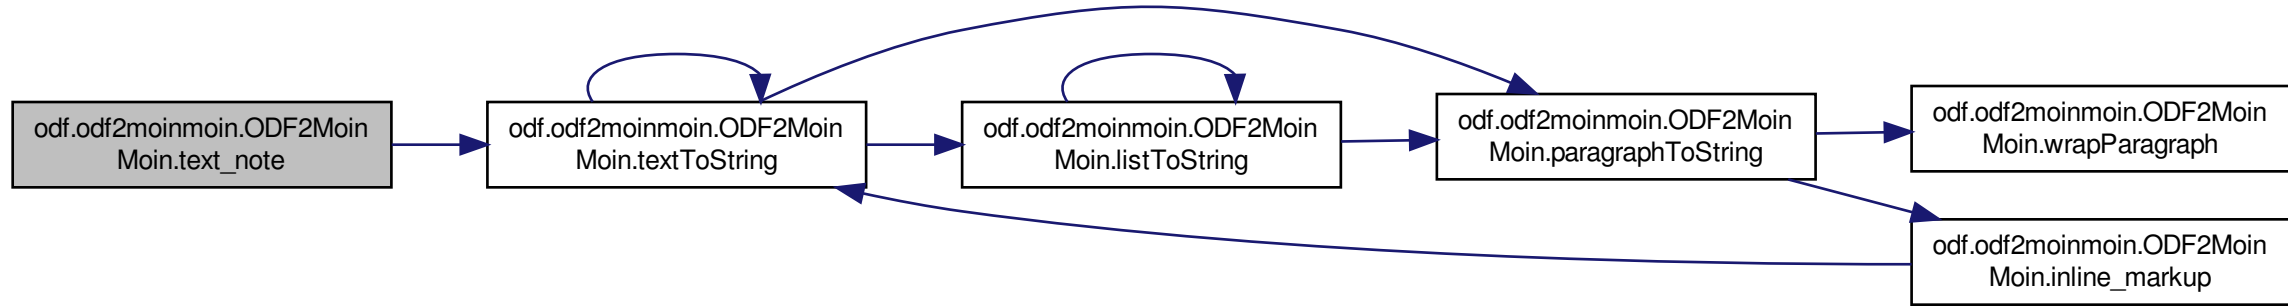 odf.odf2moinmoin.ODF2Moin
Moin.text_note
odf.odf2moinmoin.ODF2Moin
Moin.textToString
odf.odf2moinmoin.ODF2Moin
Moin.listToString
odf.odf2moinmoin.ODF2Moin
Moin.paragraphToString
odf.odf2moinmoin.ODF2Moin
Moin.wrapParagraph
odf.odf2moinmoin.ODF2Moin
Moin.inline_markup